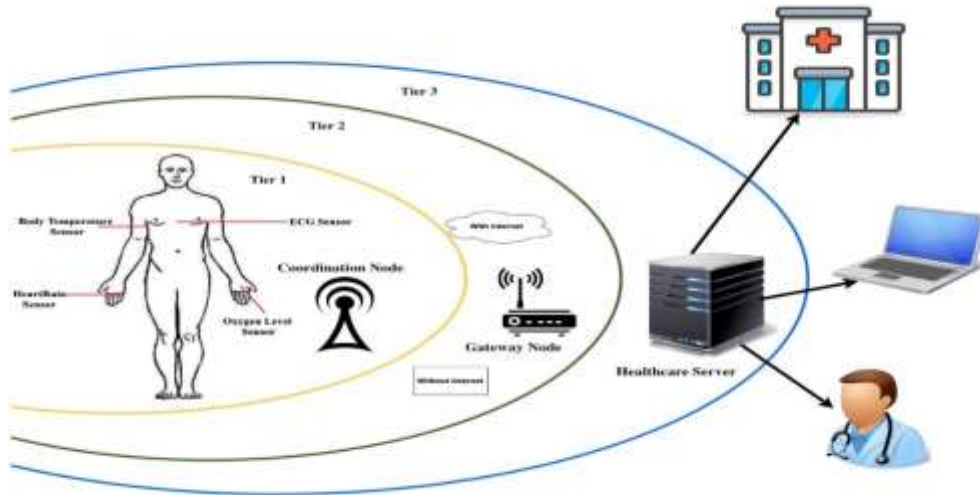 Tier 3
Tier 2
Tier 1
Body Temperature
Sensor
ECG Sensor
With Internet
Coordination Node
HeartRate
Sensor
Oxygen Level
Sensor
Gateway Node
Healthcare Server
Without Internet